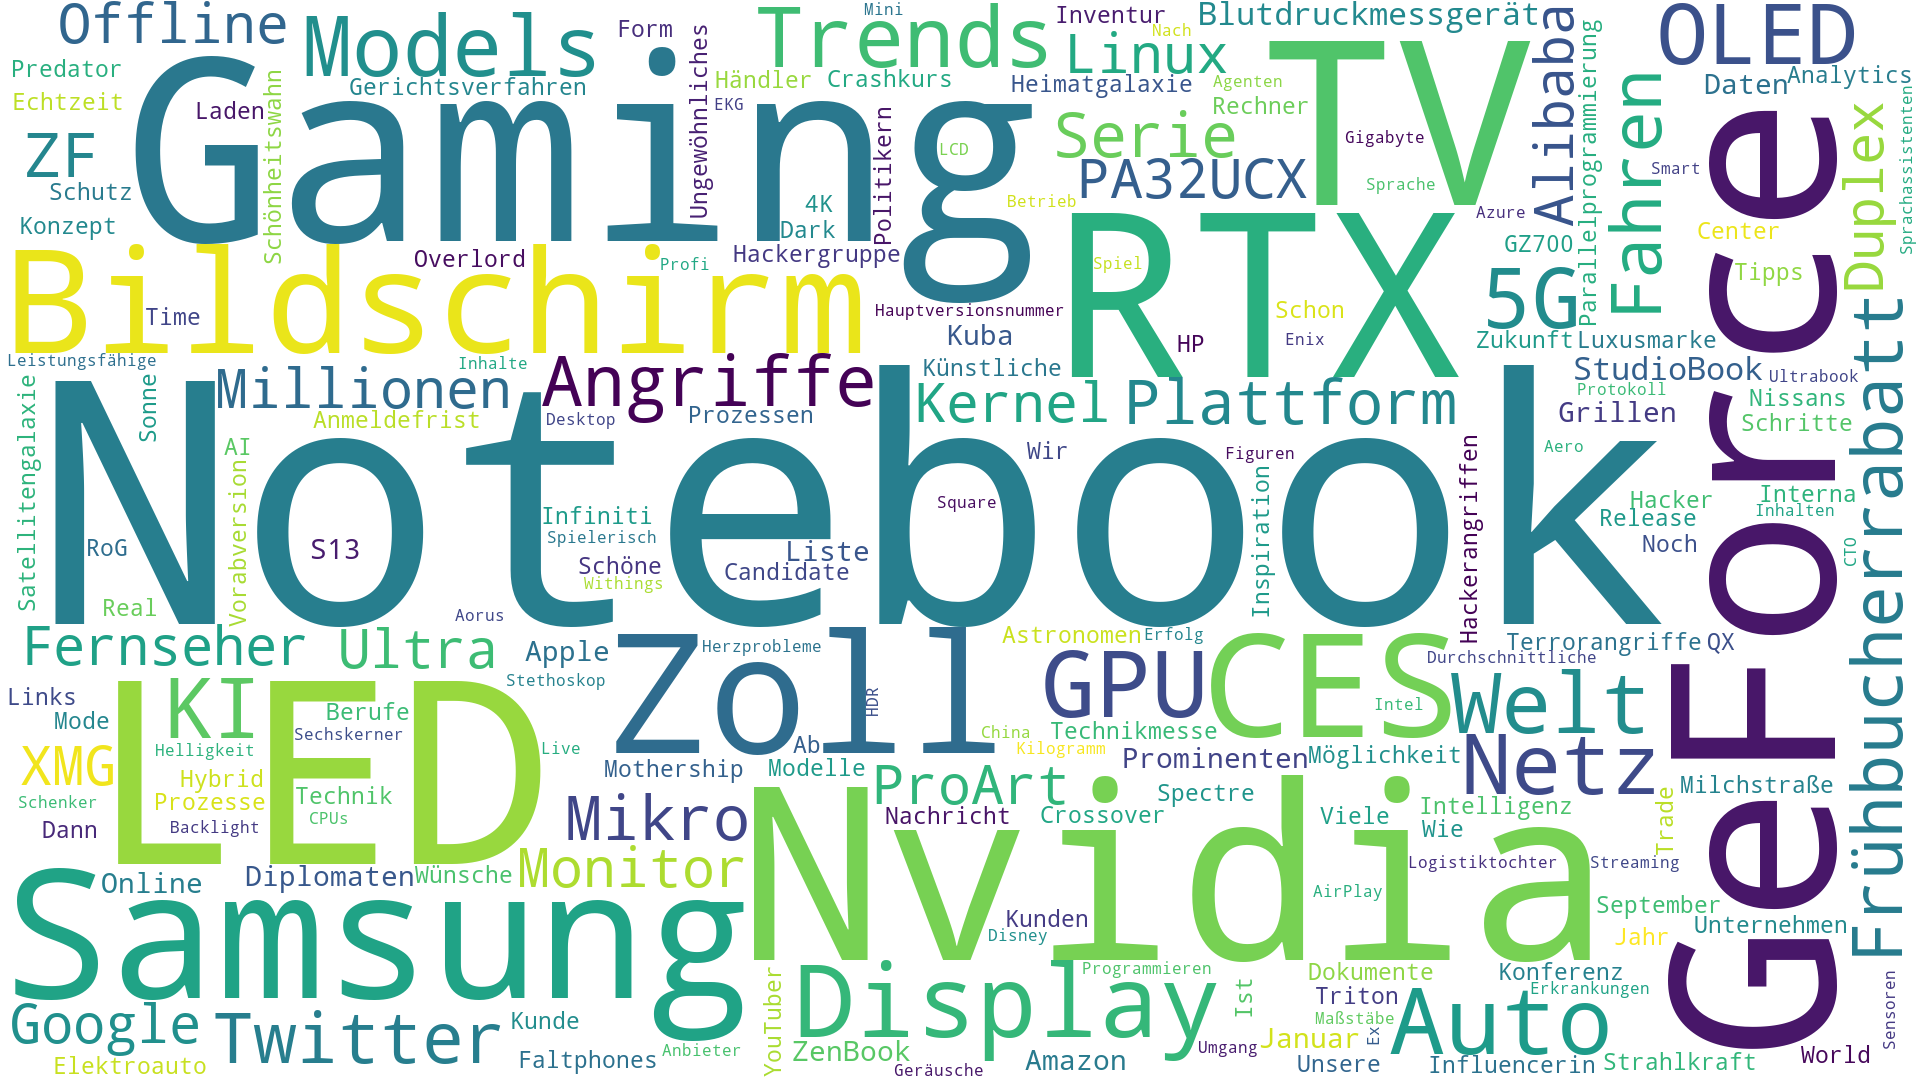 Offline
Models
Form
Mini
Trends
Inventur
Nach
Blutdruckmessgerät
Linux
Alibaba
OLED
Predator
Echtzeit
Laden
Gerichtsverfahren
Schönheitswahn
Gaming
Ungewöhnliches
Händler
EKG
Crashkurs
Politikern
LCD
Heimatgalaxie
Agenten
Rechner
Serie
TV
Gigabyte
Sprache
Parallelprogrammierung
Fahren
Daten
Analytics
Smart
Duplex
Sprachassistenten
ZF
Schutz
Konzept
4K
Dark
PA32UCX
Betrieb
Azure
GZ700
Center
Tipps
Overlord
Profi
Hackergruppe
Bildschirm
Time
Hauptversionsnummer
Kuba
RTX
Spiel
Schon
Enix
HP
5G
Zukunft
Luxusmarke
GeForce
Frühbucherrabatt
Leistungsfähige
Inhalte
Künstliche
StudioBook
Ultrabook
Protokoll
Nissans
Grillen
Schritte
Satellitengalaxie
Sonne
Millionen
Anmeldefrist
Angriffe
Desktop
Prozessen
Kernel
Plattform
Notebook
AI
Wir
Figuren
Aero
Hackerangriffen
Vorabversion
RoG
S13
Infiniti
Spielerisch
Square
Inspiration
Hacker
Release
Noch
Interna
Inhalten
CTO
Schöne
Withings
Liste
Candidate
Real
Aorus
Fernseher
Ultra
Apple
Stethoskop
Zoll
Herzprobleme
HDR
Astronomen
Erfolg
GPU
CES
Intel
Durchschnittliche
Terrorangriffe
QX
Links
Mode
KI
LED
Berufe
Sechskerner
Live
Welt
XMG
Helligkeit
Hybrid
Prozesse
Technik
CPUs
Schenker
Dann
Backlight
Mothership
Ab
Modelle
China
Kilogramm
Technikmesse
Prominenten
Möglichkeit
Netz
Milchstraße
Mikro
ProArt
Nachricht
Spectre
Crossover
Viele
Intelligenz
Wie
Trade
Nvidia
Logistiktochter
Streaming
Monitor
Online
Diplomaten
Wünsche
AirPlay
Samsung
Kunden
Disney
September
Unternehmen
Jahr
Display
Programmieren
YouTuber
Ist
Dokumente
Triton
Maßstäbe
Konferenz
Erkrankungen
Sensoren
Google
Twitter
Kunde
Faltphones
Anbieter
Elektroauto
ZenBook
Geräusche
Amazon
Umgang
Januar
Ex
Unsere
Auto
Influencerin
Strahlkraft
World